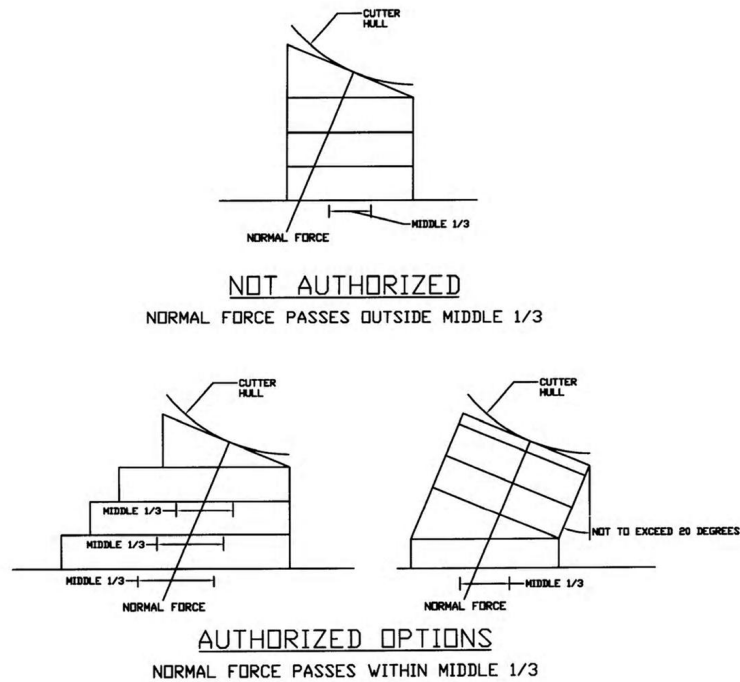 CUTTER
HULL
MIDDLE 1/3
NORMAL FORCE
NOT AUTHORIZED
NORMAL FORCE PASSES OUTSIDE MIDDLE 1/3
CUTTER
HULL
MIDDLE 1/3
MIDDLE 1/3
MIDDLE 1/3
NORMAL FORCE
CUTTER
HULL
NOT TO EXCEED 20 DEGREES
MIDDLE 1/3
NORMAL FORCE
AUTHORIZED OPTIONS
NORMAL FORCE PASSES WITHIN MIDDLE 1/3